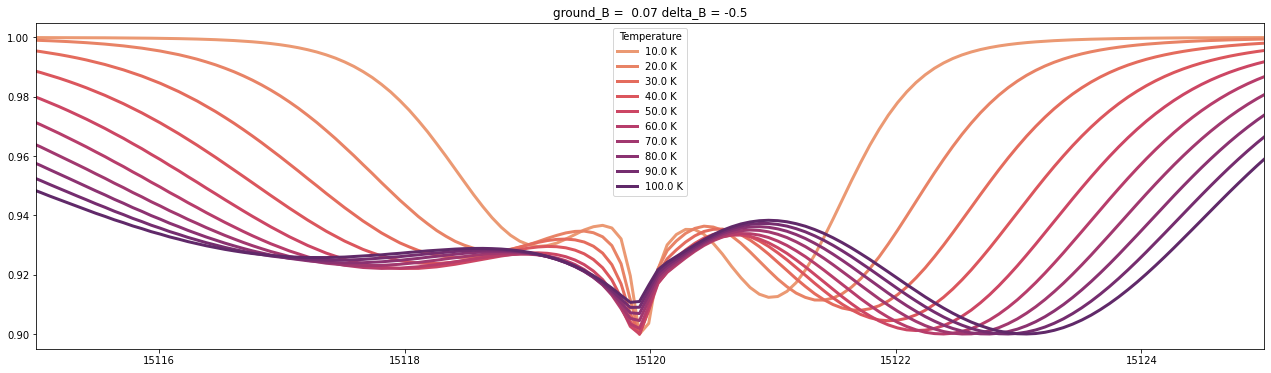 ground_B =  0.07 delta_B = -0.5
1.00
0.98
0.96
0.94
0.92
0.90
Temperature
10.0 K
20.0 K
30.0 K
40.0 K
50.0 K
60.0 K
70.0 K
80.0 K
90.0 K
100.0 K
15116
15118
15120
15122
15124